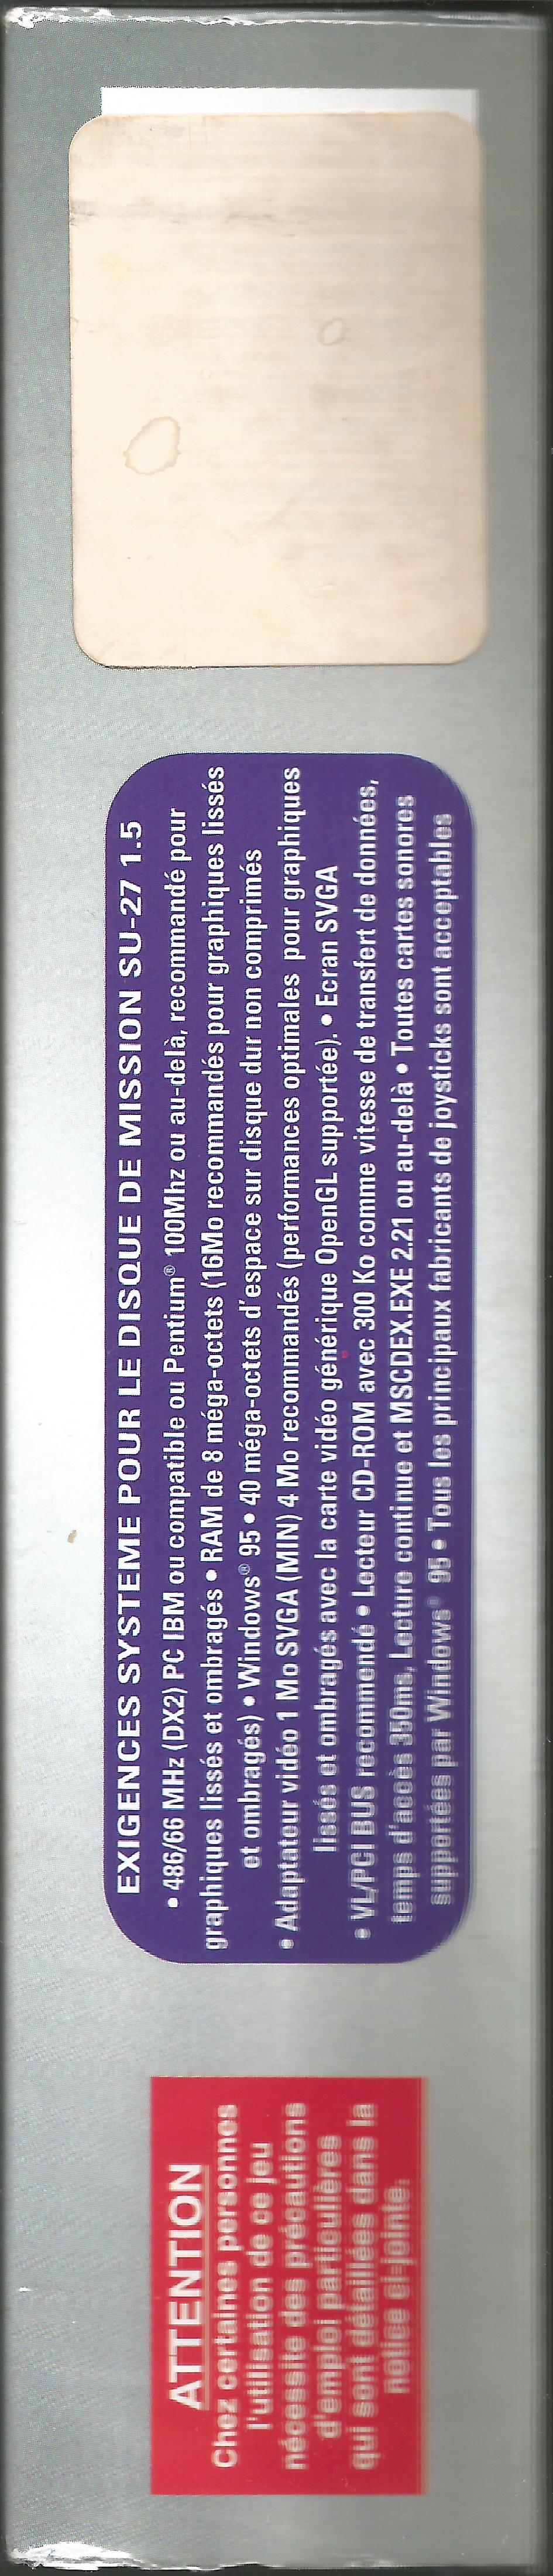 EXIGENCES SYSTEME POUR LE DISQUE DE MISSION SU-27 1.5
• 486/66 MHz (DX2) PC IBM ou compatible ou Pentium® 100Mhz ou au-delà, recommandé pour
graphiques lissés et ombragés • RAM de 8 méga-octets (16Mo recommandés pour graphiques lissés
et ombragés) • Windows® 95 • 40 méga-octets d'espace sur disque dur non comprimés
• Adaptateur vidéo 1 Mo SVGA (MIN) 4 Mo recommandés (performances optimales pour graphiques
lissés et ombragés avec la carte vidéo générique OpenGL supportée). • Ecran SVGA
• VL/PCI BUS recommendé • Lecteur CD-ROM avec 300 Ko comme vitesse de transfert de données,
temps d'accès 350ms, Lecture continue et MSCDEX.EXE 2.21 ou au-delà • Toutes cartes sonores
supportées par Windows® 95 • Tous les principaux fabricants de joysticks sont acceptables
ATTENTION
Chez certaines personnes
l'utilisation de ce jeu
nécessite des précautions
d'emploi particulières
qui sont détaillées dans la
notice ci-jointe.